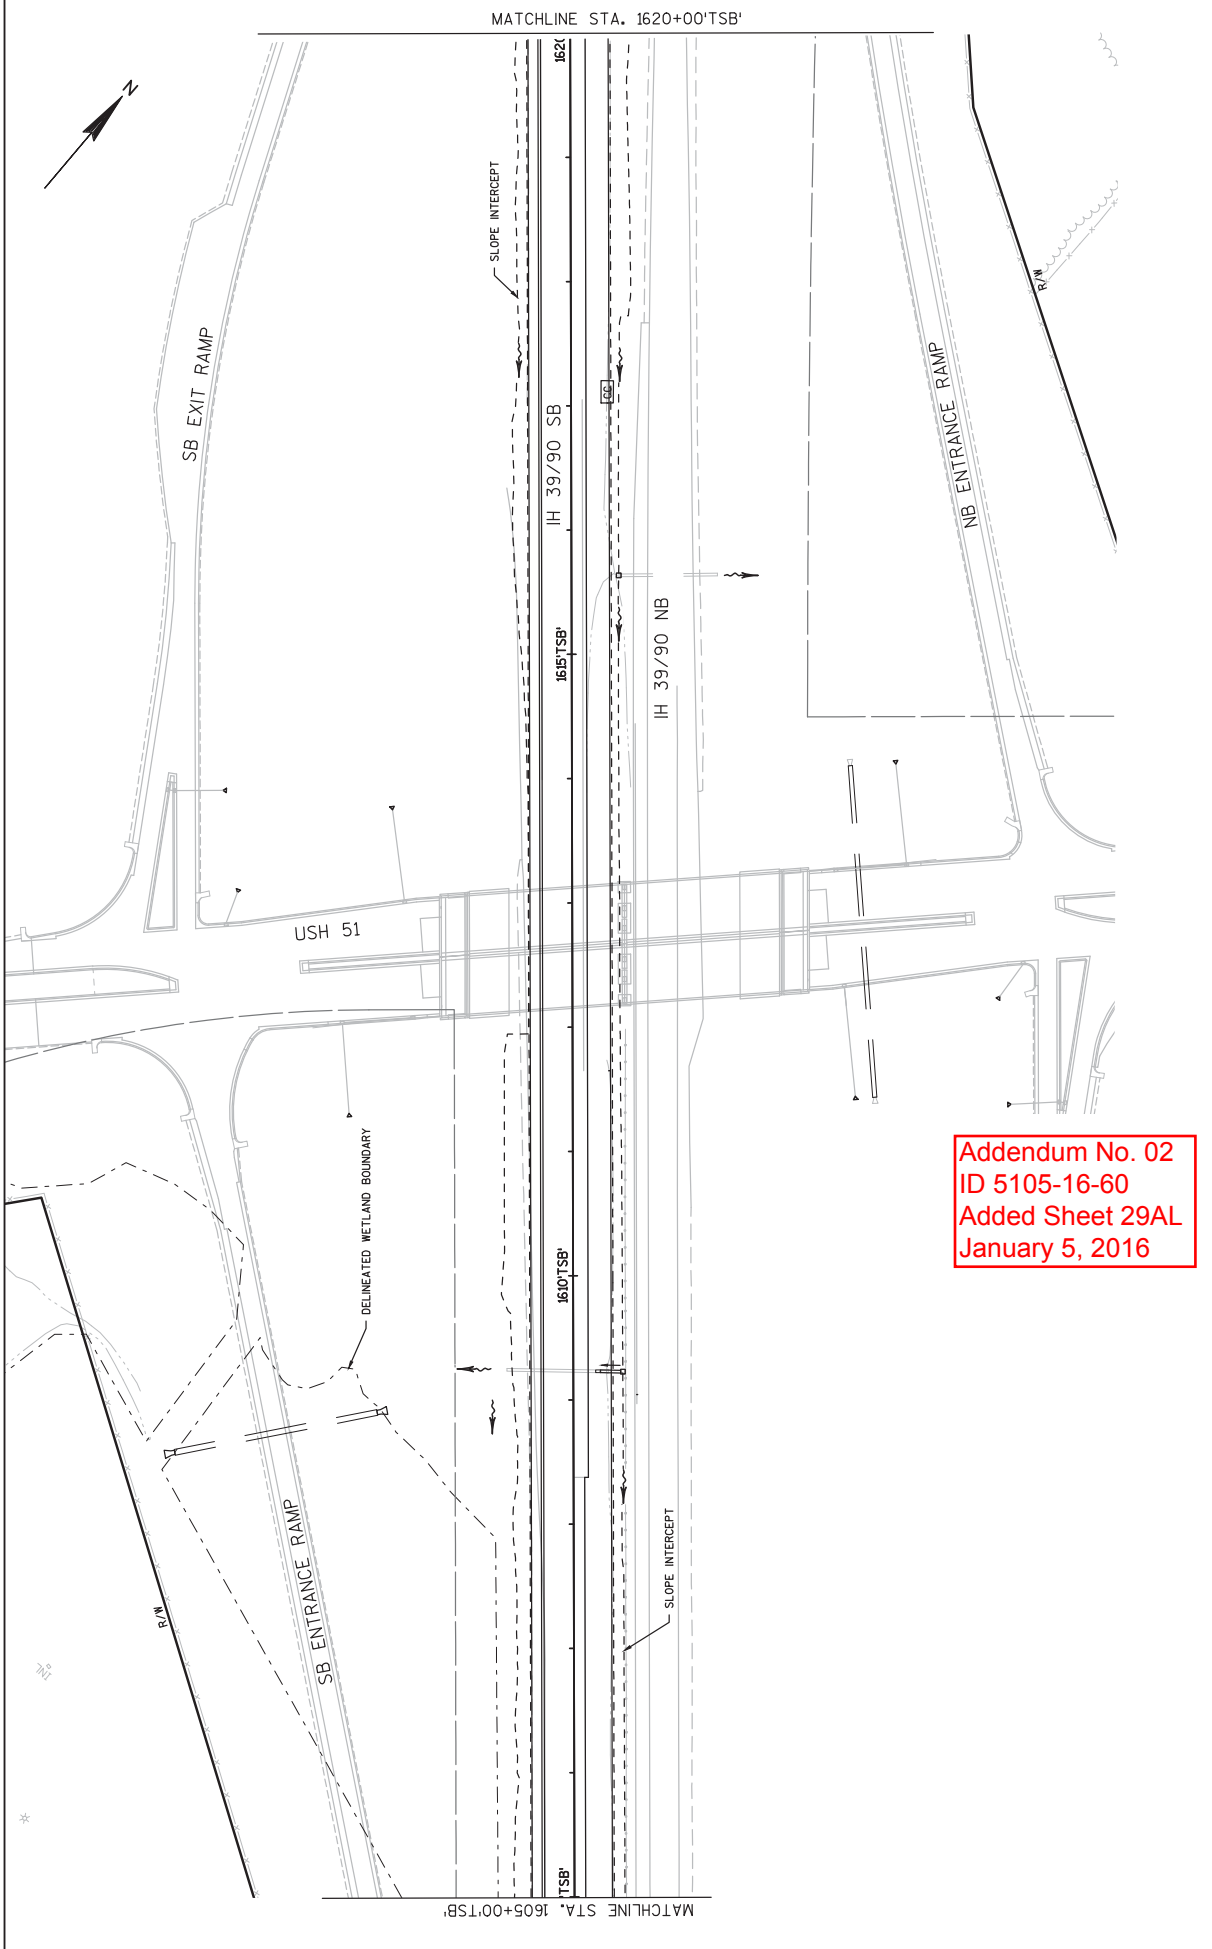 MATCHLINE STA. 1620+00'TSB'
N
1620
SLOPE INTERCEPT
R/W
SB EXIT RAMP
NB ENTRANCE RAMP
CC
IH 39/90 SB
IH 39/90 NB
1615'TSB'
USH 51
DELINEATED WETLAND BOUNDARY
Addendum No. 02
ID 5105-16-60
Added Sheet 29AL
January 5, 2016
1610'TSB'
SB ENTRANCE RAMP
SLOPE INTERCEPT
R/W
INL
'TSB'
MATCHLINE STA. 1605+00'TSB'